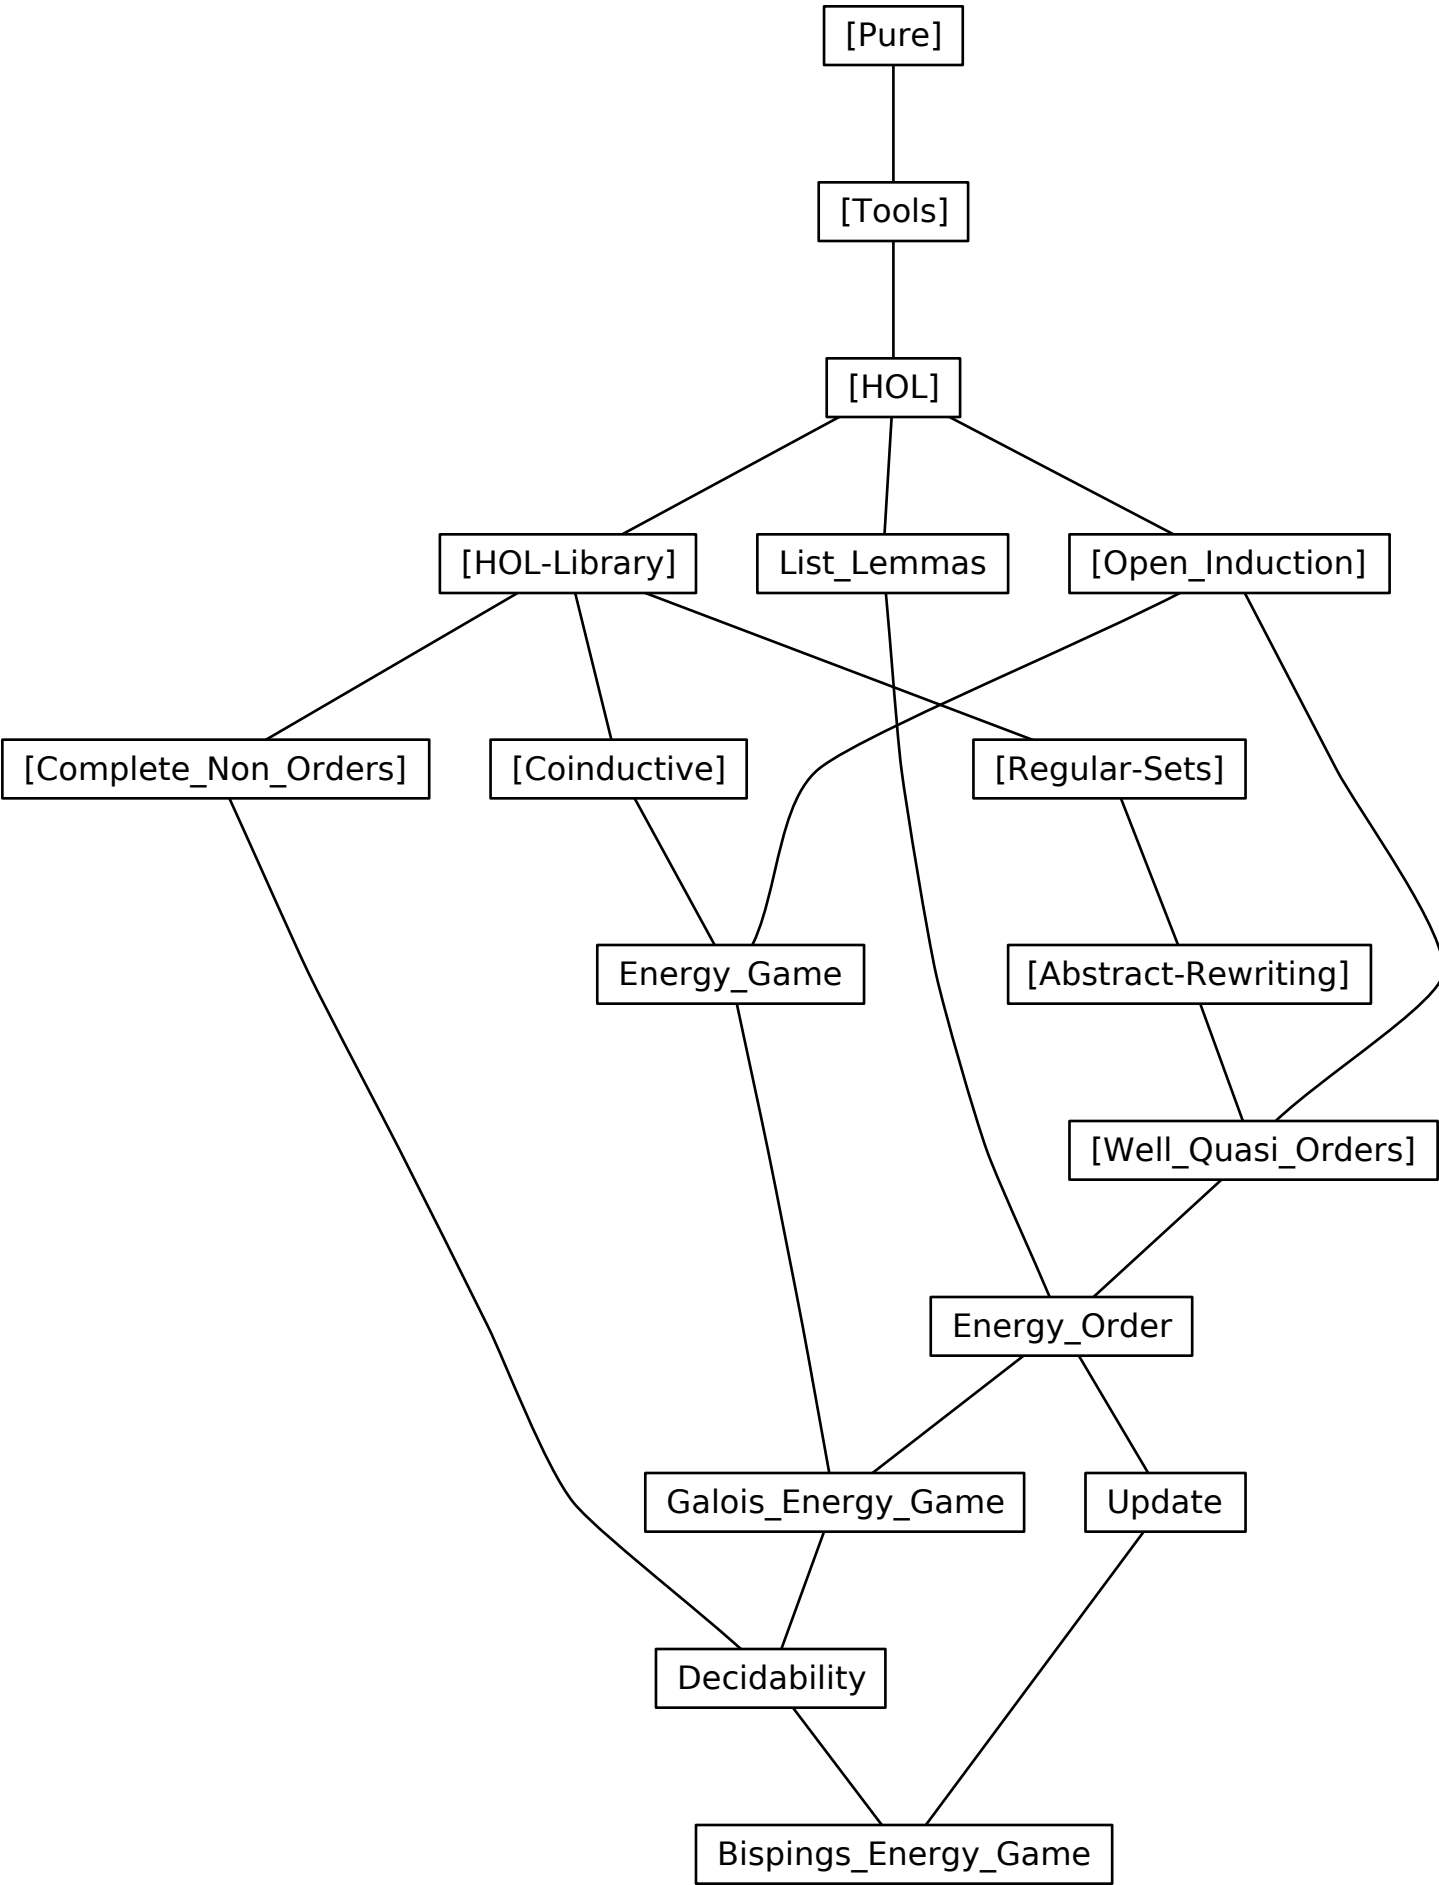 [Pure]
[Tools]
[HOL]
[HOL-Library]
List_Lemmas
[Open_Induction]
[Complete_Non_Orders]
[Coinductive]
[Regular-Sets]
Energy_Game
[Abstract-Rewriting]
[Well_Quasi_Orders]
Energy_Order
Galois_Energy_Game
Update
Decidability
Bispings_Energy_Game